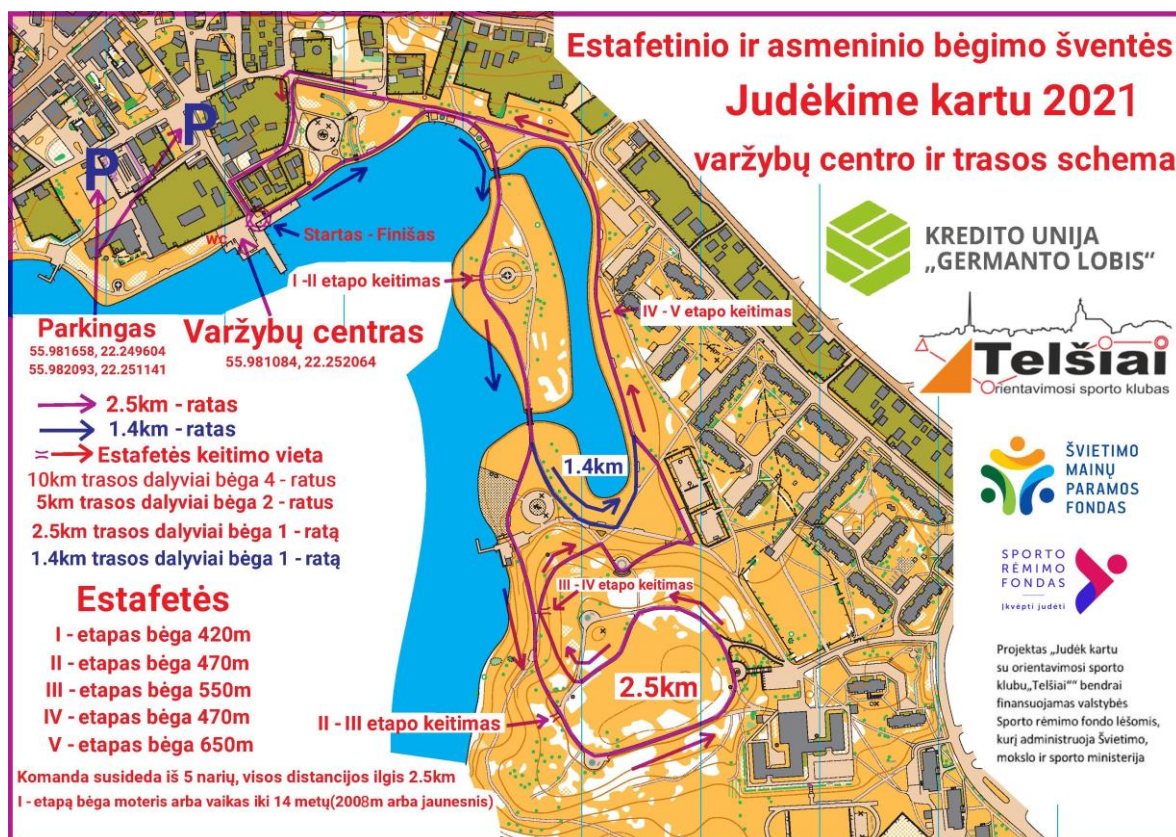 Estafetinio ir asmeninio bėgimo šventės
Judėkime kartu 2021
varžybų centro ir trasos schema
P
P
WC
Startas - Finišas
I -II etapo keitimas
IV - V etapo keitimas
KREDITO UNIJA
„GERMANTO LOBIS“
Telšiai
Orientavimosi sporto klubas
Parkingas
55.981658, 22.249604
55.982093, 22.251141
Varžybų centras
55.981084, 22.252064
2.5km - ratas
1.4km - ratas
Estafetės keitimo vieta
10km trasos dalyviai bėga 4 - ratus
5km trasos dalyviai bėga 2 - ratus
2.5km trasos dalyviai bėga 1 - ratą
1.4km trasos dalyviai bėga 1 - ratą
1.4km
ŠVIETIMO
MAINŲ
PARAMOS
FONDAS
SPORTO
RĖMIMO
FONDAS
Įkvėpti judėti
III - IV etapo keitimas
2.5km
II - III etapo keitimas
Estafetės
I - etapas bėga 420m
II - etapas bėga 470m
III - etapas bėga 550m
IV - etapas bėga 470m
V - etapas bėga 650m
Komanda susideda iš 5 narių, visos distancijos ilgis 2.5km
I - etapą bėga moteris arba vaikas iki 14 metų(2008m arba jaunesnis)
Projektas „Judėk kartu
su orientavimosi sporto
klubu„Telšiai"" bendrai
finansuojamas valstybės
Sporto rėmimo fondo lėšomis,
kurį administruoja Švietimo,
mokslo ir sporto ministerija